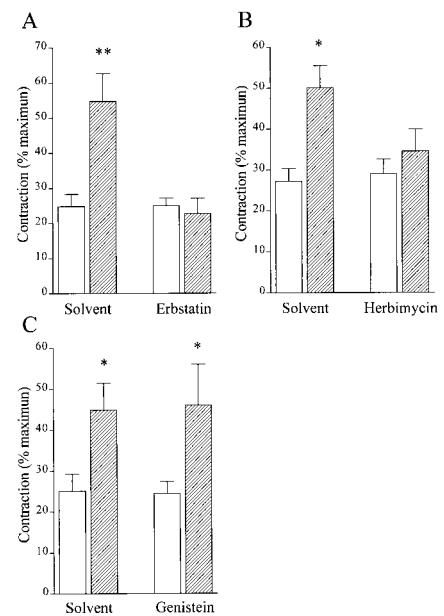 A
Contraction (% maximun)
70
60
50
40
30
20
10
0
**
Solvent Erbstatin
B
Contraction (% maximun)
60
50
40
30
20
10
0
*
Solvent Herbimycin
C
Contraction (% maximun)
60
50
40
30
20
10
0
* *
Solvent Genistein